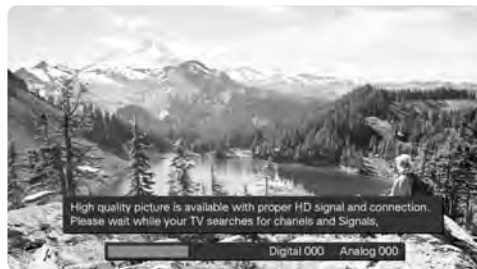 High quality picture is available with proper HD signal and connection.
Please wait while your TV searches for chanels and Signals,
Digital 000 Analog 000